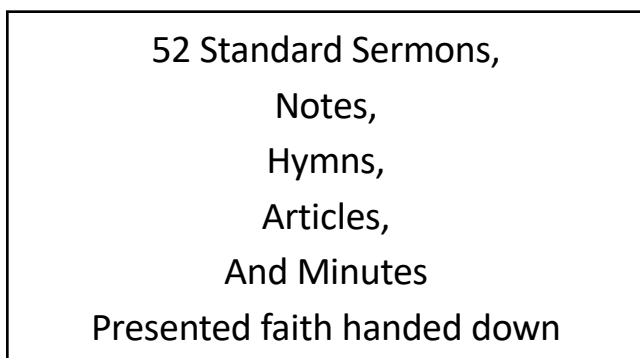 52 Standard Sermons,
Notes,
Hymns,
Articles,
And Minutes
Presented faith handed down